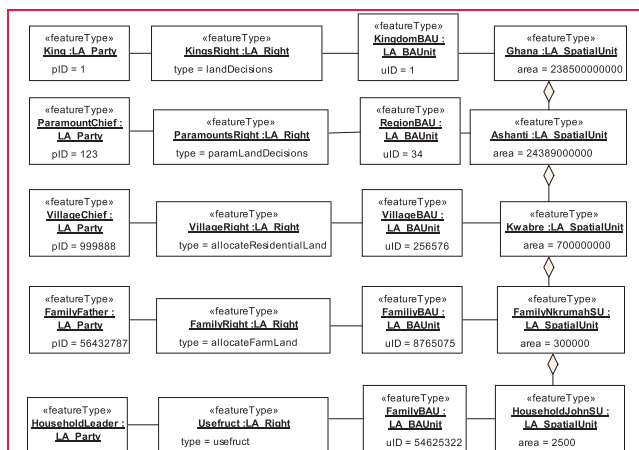 «featureType»
King :LA_Party
pID = 1
«featureType»
KingsRight :LA_Right
type = landDecisions
«featureType»
KingdomBAU :
LA_BAUnit
uID = 1
«featureType»
Ghana :LA_SpatialUnit
area = 238500000000
«featureType»
ParamountChief :
LA_Party
pID = 123
«featureType»
ParamountsRight :LA_Right
type = paramLandDecisions
«featureType»
RegionBAU :
LA_BAUnit
uID = 34
«featureType»
Ashanti :LA_SpatialUnit
area = 24389000000
«featureType»
VillageChief :
LA_Party
pID = 999888
«featureType»
VillageRight :LA_Right
type = allocateResidentialLand
«featureType»
VillageBAU :
LA_BAUnit
uID = 256576
«featureType»
Kwabre :LA_SpatialUnit
area = 700000000
«featureType»
FamilyFather :
LA_Party
pID = 56432787
«featureType»
FamilyRight :LA_Right
type = allocateFarmLand
«featureType»
FamiliyBAU :
LA_BAUnit
uID = 8765075
«featureType»
FamilyNkrumahSU :
LA_SpatialUnit
area = 300000
«featureType»
HouseholdLeader :
LA_Party
«featureType»
Usefruct :LA_Right
type = usefruct
«featureType»
FamilyBAU :
LA_BAUnit
uID = 54625322
«featureType»
HouseholdJohnSU :
LA_SpatialUnit
area = 2500